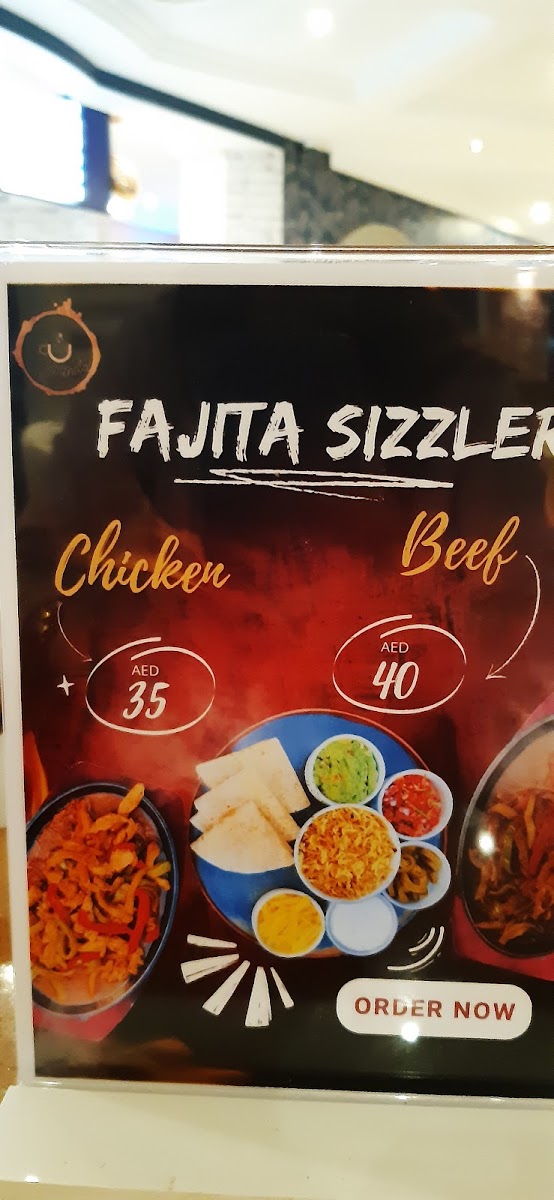 FAJITA SIZZLER
Chicken
Beef
AED
35
AED
40
ORDER NOW